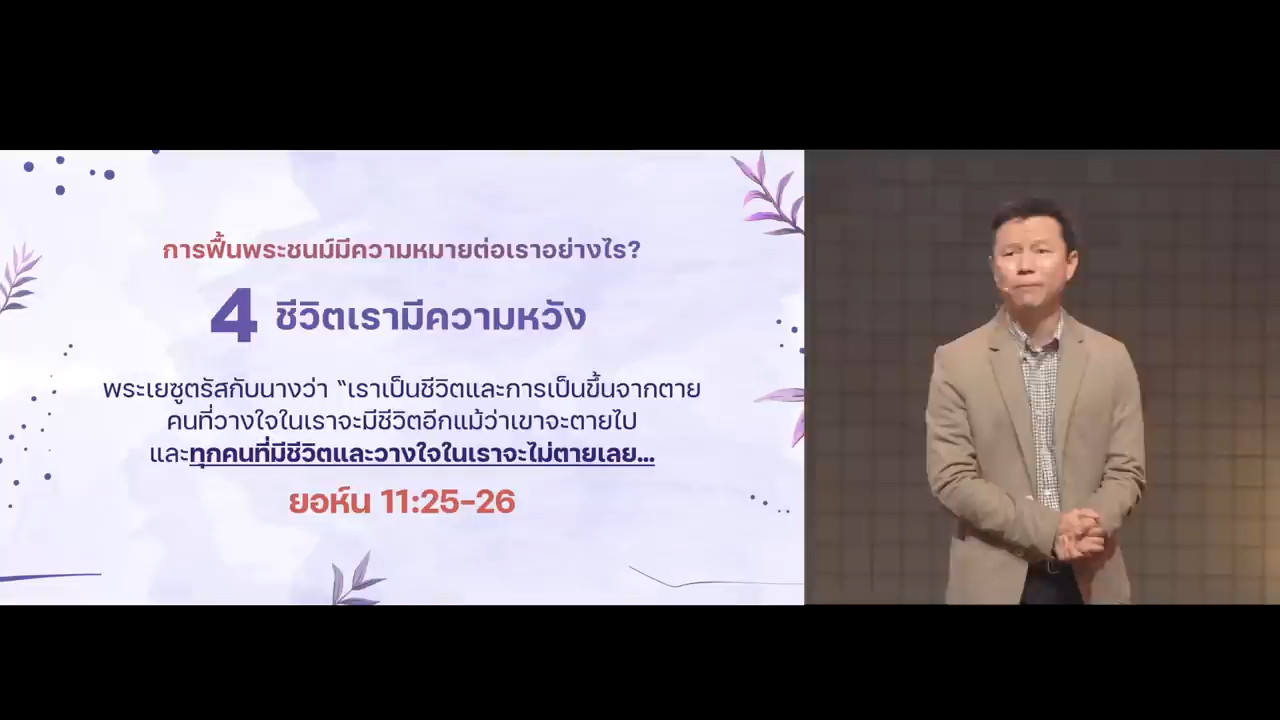 การฟื้นพระชนม์มีความหมายต่อเราอย่างไร?
4 ชีวิตเรามีความหวัง
พระเยซูตรัสกับนางว่า “เราเป็นชีวิตและการเป็นขึ้นจากตาย
คนที่วางใจในเราจะมีชีวิตอีกแม้ว่าเขาจะตายไป
และทุกคนที่มีชีวิตและวางใจในเราจะไม่ตายเลย...
ยอห์น 11:25-26